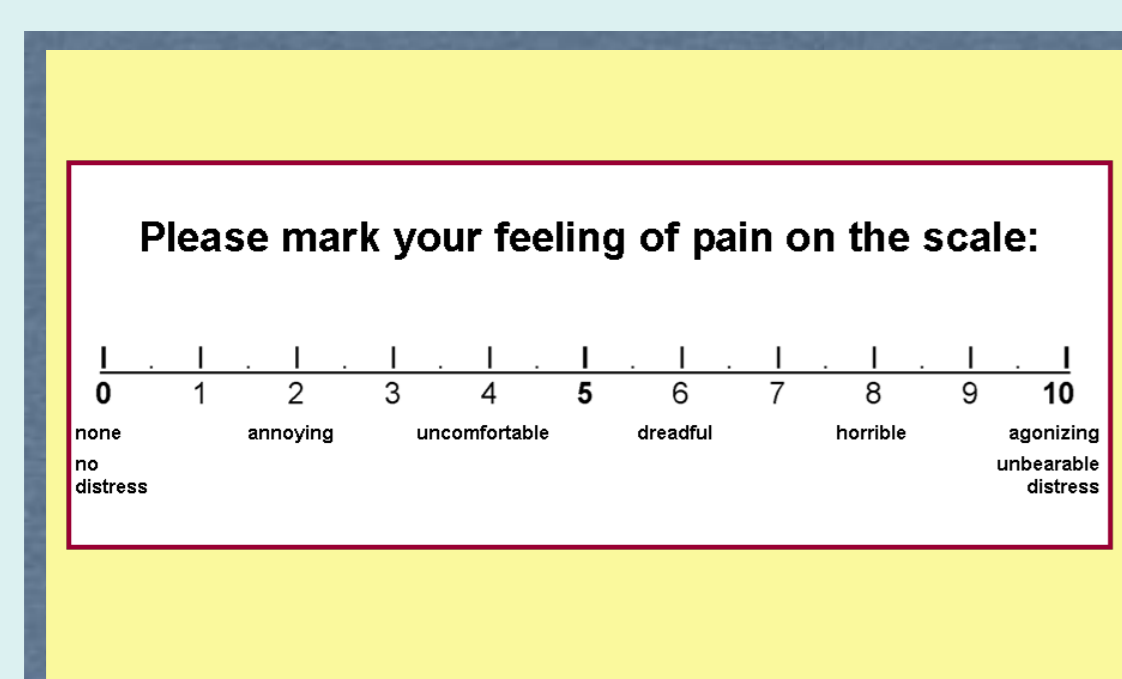 Please mark your feeling of pain on the scale:
0 1 2 3 4 5 6 7 8 9 10
none annoying uncomfortable dreadful horrible agonizing
no distress unbearable distress